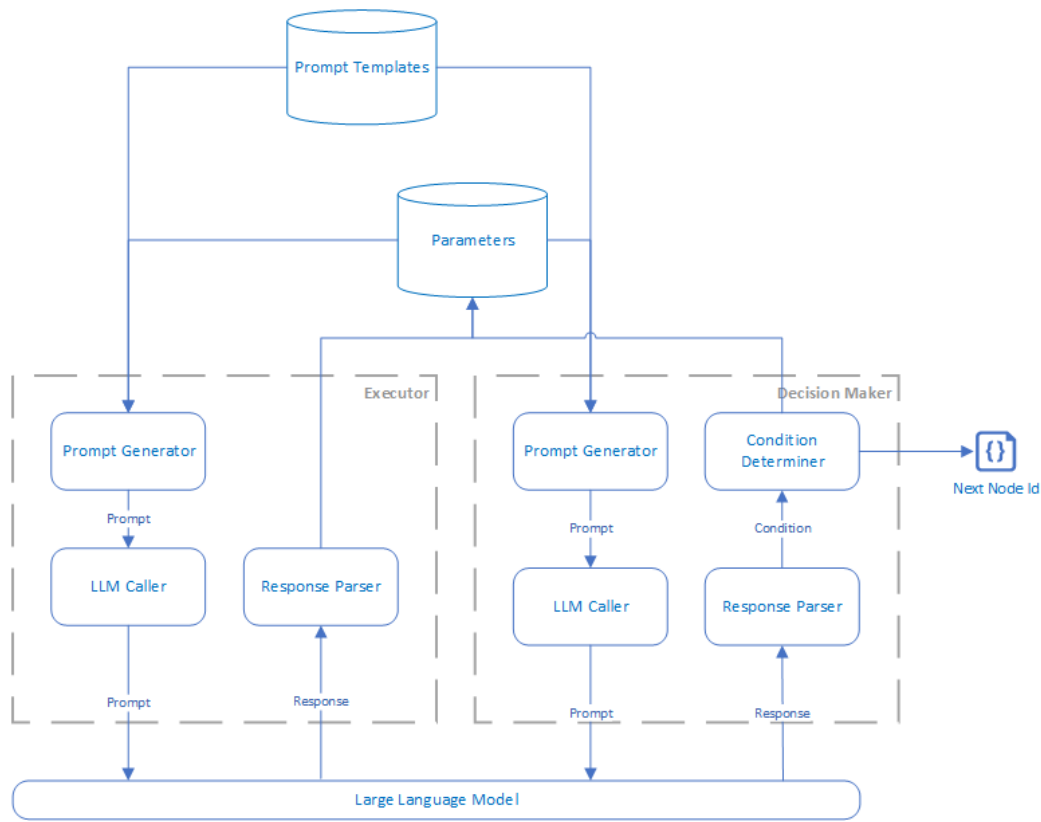 Prompt Templates
Parameters
Executor
Decision Maker
Prompt Generator
Prompt Generator
Condition
Determiner
{}
Next Node Id
Prompt
Prompt
Condition
LLM Caller
Response Parser
LLM Caller
Response Parser
Prompt
Response
Prompt
Response
Large Language Model